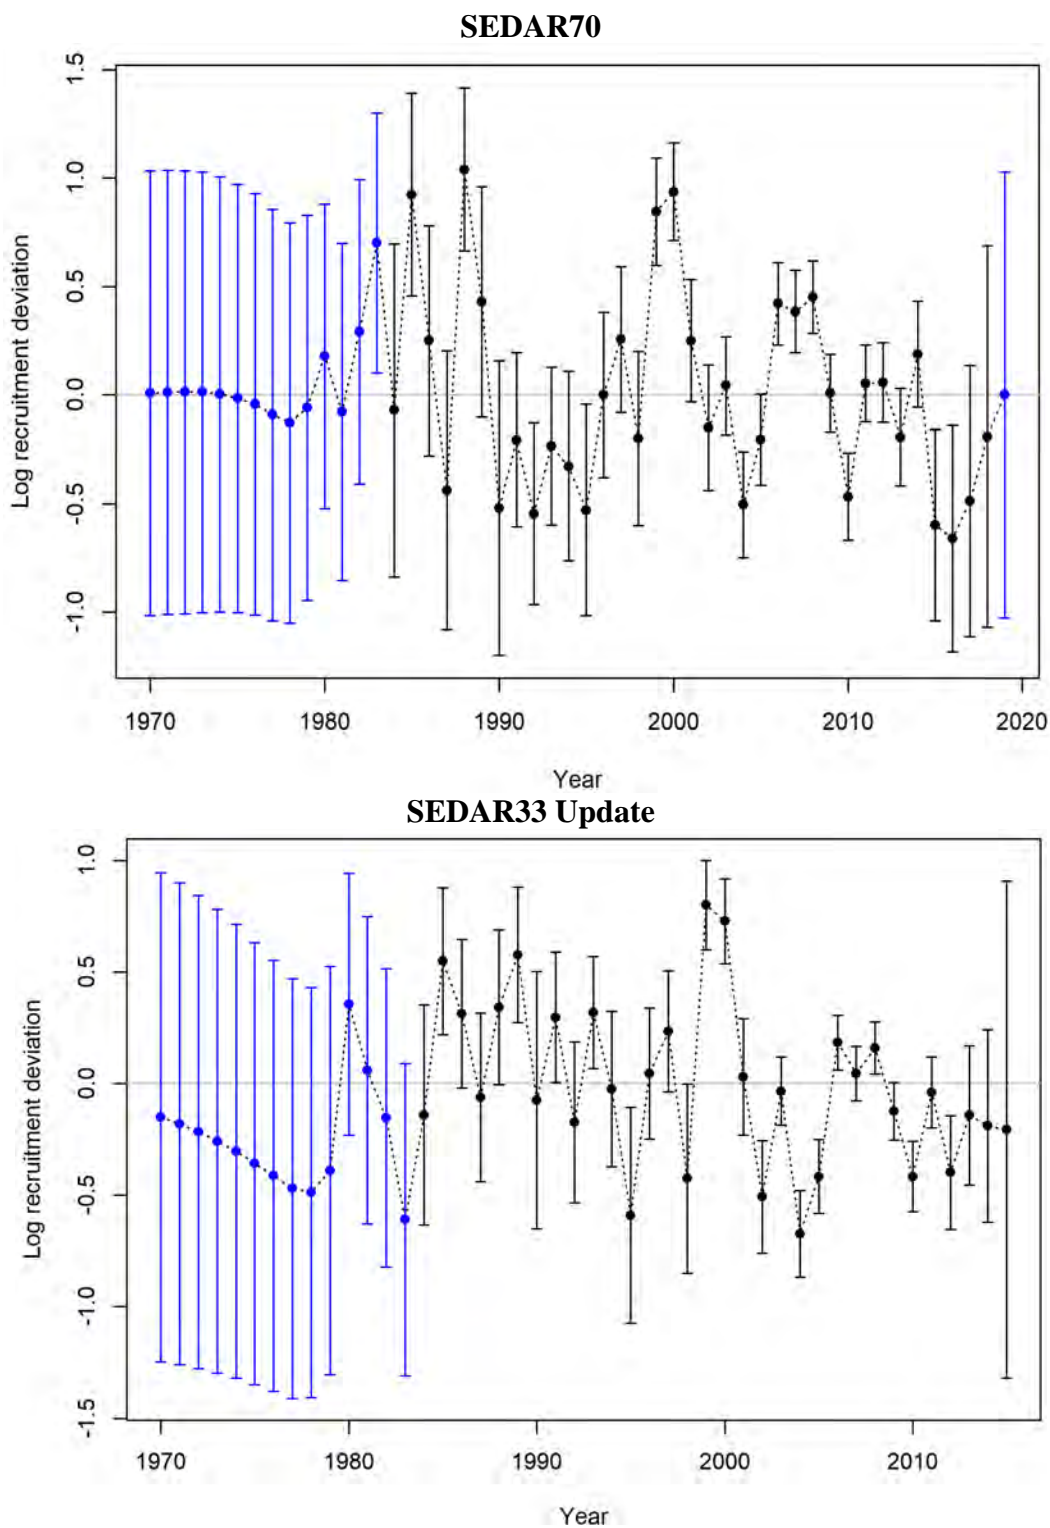 SEDAR70
1.5
1.0
0.5
0.0
-0.5
-1.0
Log recruitment deviation
1970 1980 1990 2000 2010 2020
Year
SEDAR33 Update
1.0
0.5
0.0
-0.5
-1.0
-1.5
Log recruitment deviation
1970 1980 1990 2000 2010
Year